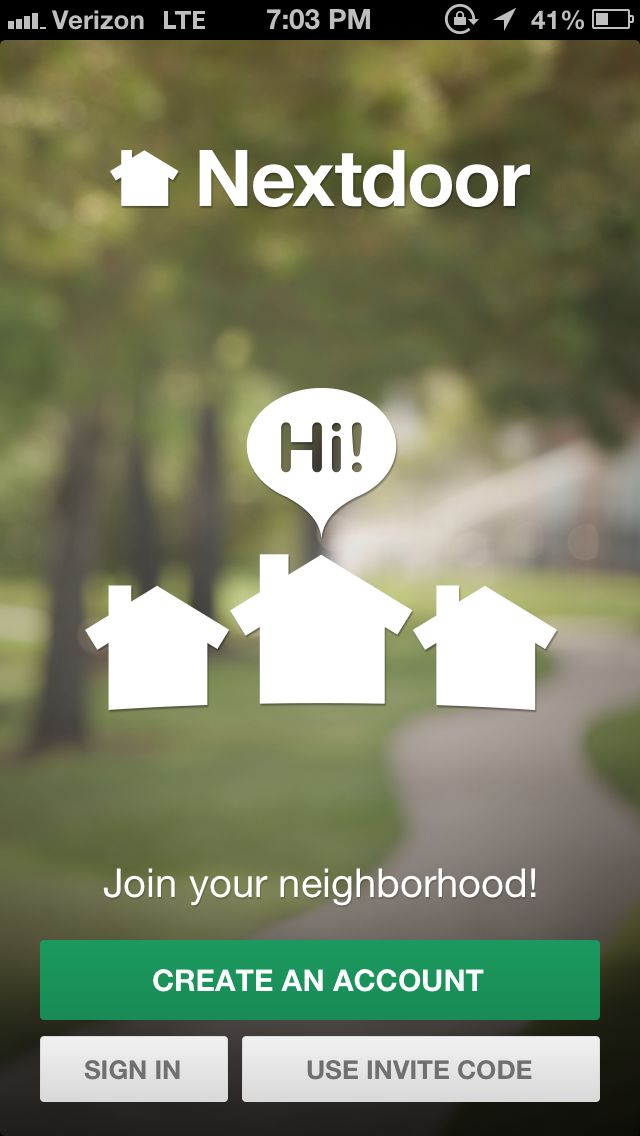 Verizon LTE 7:03 PM 41%
Nextdoor
Hi!
Join your neighborhood!
CREATE AN ACCOUNT
SIGN IN USE INVITE CODE